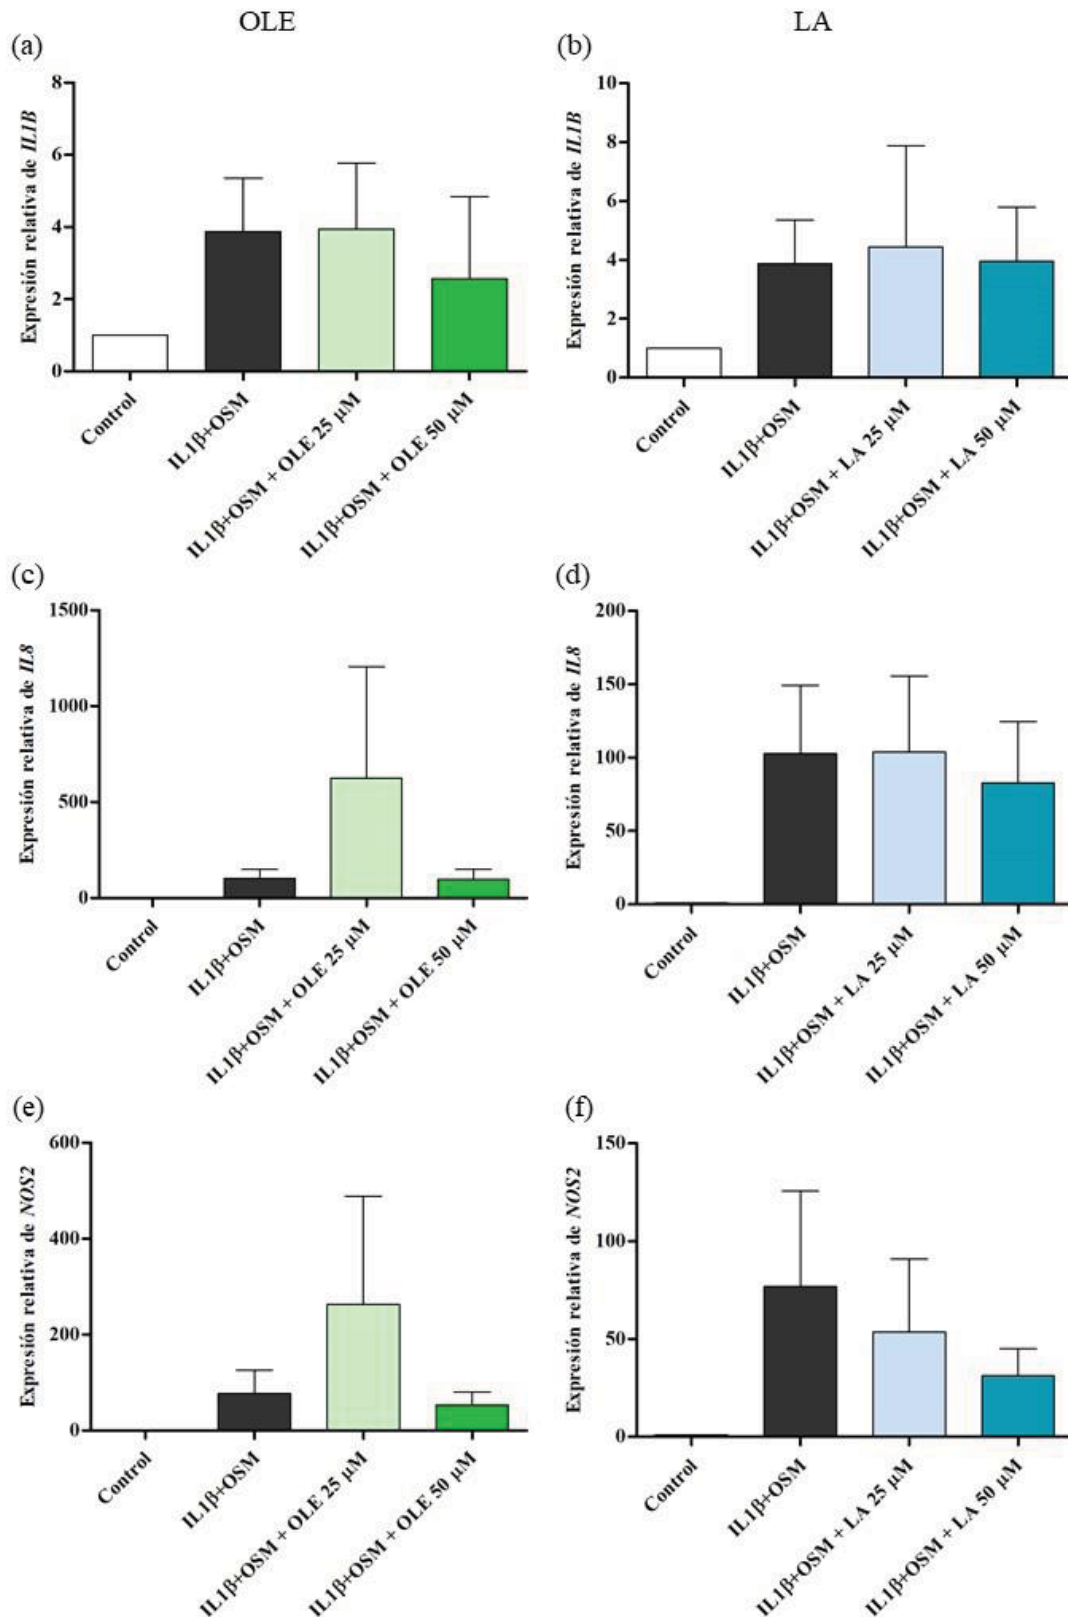 OLE
LA
(a)
Expresión relativa de IL1B
8
6
4
2
0
Control
IL1β+OSM
IL1β+OSM + OLE 25 µM
IL1β+OSM + OLE 50 µM
(b)
Expresión relativa de IL1B
10
8
6
4
2
0
Control
IL1β+OSM
IL1β+OSM + LA 25 µM
IL1β+OSM + LA 50 µM
(c)
Expresión relativa de IL8
1500
1000
500
0
Control
IL1β+OSM
IL1β+OSM + OLE 25 µM
IL1β+OSM + OLE 50 µM
(d)
Expresión relativa de IL8
200
150
100
50
0
Control
IL1β+OSM
IL1β+OSM + LA 25 µM
IL1β+OSM + LA 50 µM
(e)
Expresión relativa de NOS2
600
400
200
0
Control
IL1β+OSM
IL1β+OSM + OLE 25 µM
IL1β+OSM + OLE 50 µM
(f)
Expresión relativa de NOS2
150
100
50
0
Control
IL1β+OSM
IL1β+OSM + LA 25 µM
IL1β+OSM + LA 50 µM